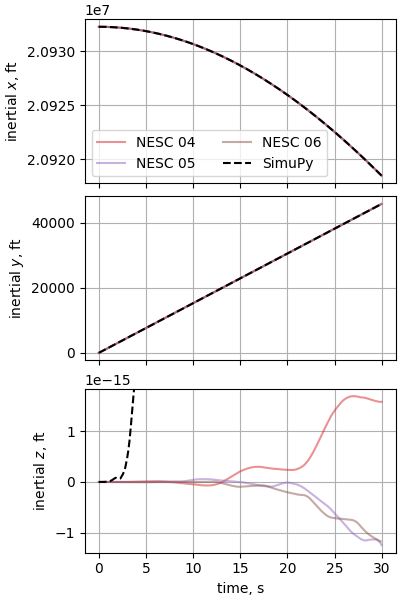 1e7
2.0930
2.0925
2.0920
inertial x, ft
NESC 04
NESC 05
NESC 06
SimuPy
40000
20000
0
inertial y, ft
1e−15
1
0
−1
inertial z, ft
0 5 10 15 20 25 30
time, s